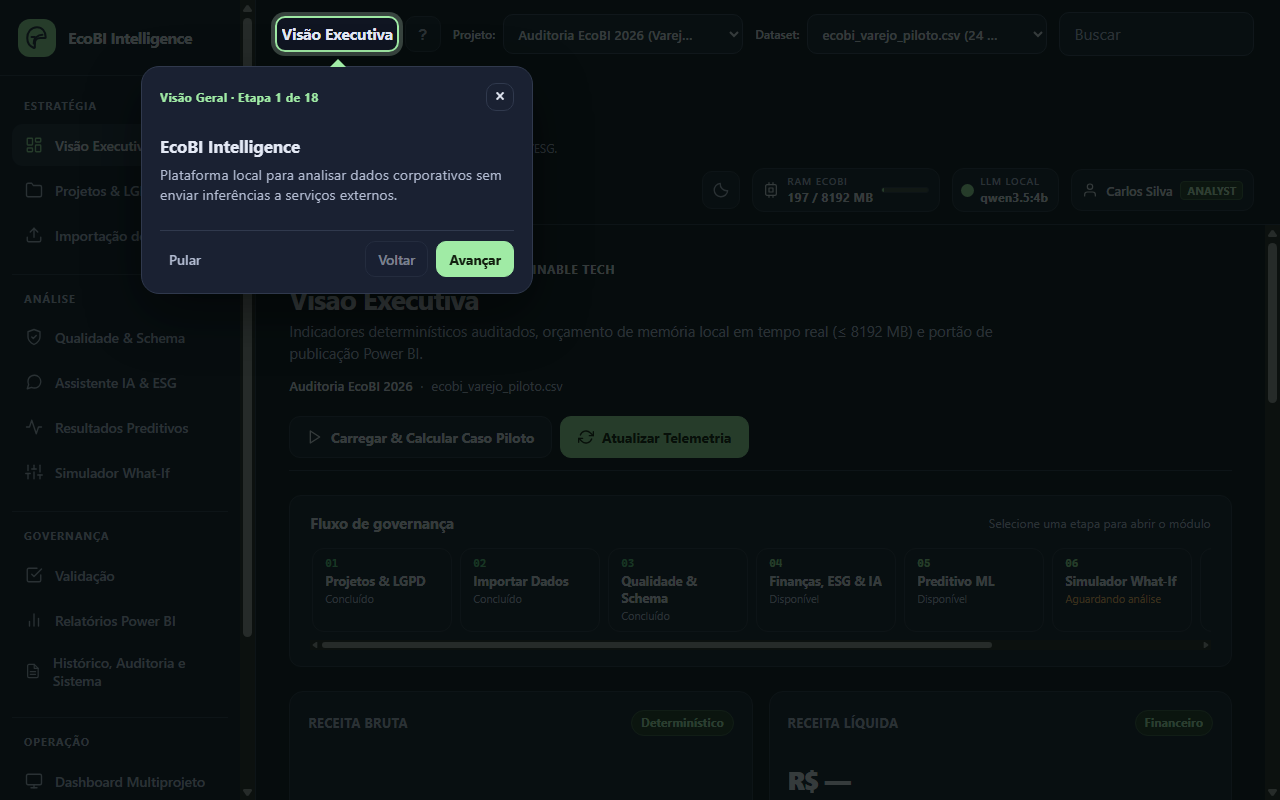 EcoBI Intelligence
Visão Executiva
?
Projeto:
Auditoria EcoBI 2026 (Varej...
Dataset:
ecobi_varejo_piloto.csv (24 ...
Buscar
Visão Geral · Etapa 1 de 18
EcoBI Intelligence
Plataforma local para analisar dados corporativos sem
enviar inferências a serviços externos.
Pular
Voltar
Avançar
ESTRATÉGIA
Projetos & LG
Importação
ANÁLISE
Qualidade & Schema
Assistente IA & ESG
Resultados Preditivos
Simulador What-If
GOVERNANÇA
Validação
Relatórios Power BI
Histórico, Auditoria e
Sistema
OPERAÇÃO
Dashboard Multiprojeto
ESG.
RAM ECOBI
197 / 8192 MB
LLM LOCAL
qwen3.5:4b
Carlos Silva
ANALYST
TECH
Visão Executiva
Indicadores determinísticos auditados, orçamento de memória local em tempo real (≤ 8192 MB) e portão de
publicação Power BI.
Auditoria EcoBI 2026 · ecobi_varejo_piloto.csv
Carregar & Calcular Caso Piloto
Atualizar Telemetria
Fluxo de governança
Selecione uma etapa para abrir o módulo
01
Projetos & LGPD
Concluído
02
Importar Dados
Concluído
03
Qualidade &
Schema
Concluído
04
Finanças, ESG & IA
Disponível
05
Preditivo ML
Disponível
06
Simulador What-If
Aguardando análise
RECEITA BRUTA
Determinístico
RECEITA LÍQUIDA
Financeiro
R$ —